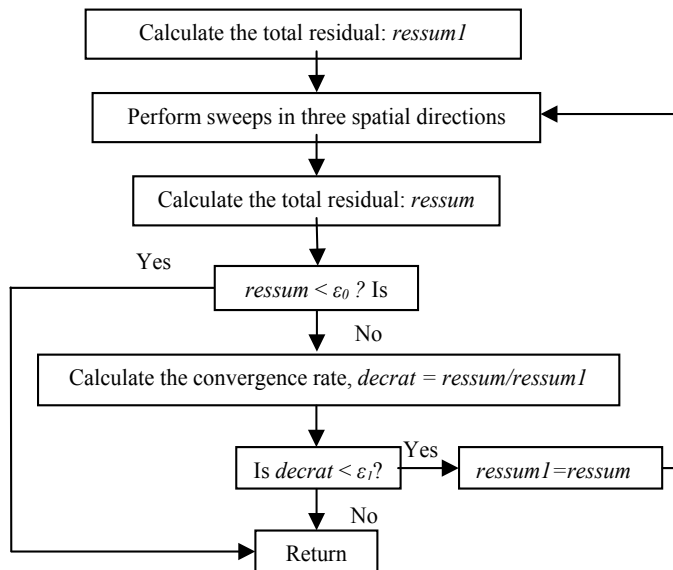 Calculate the total residual: ressum1
Perform sweeps in three spatial directions
Calculate the total residual: ressum
Yes
ressum < ε₀ ? Is
No
Calculate the convergence rate, decrat = ressum/ressum1
Is decrat < ε₁?
Yes
ressum1=ressum
No
Return